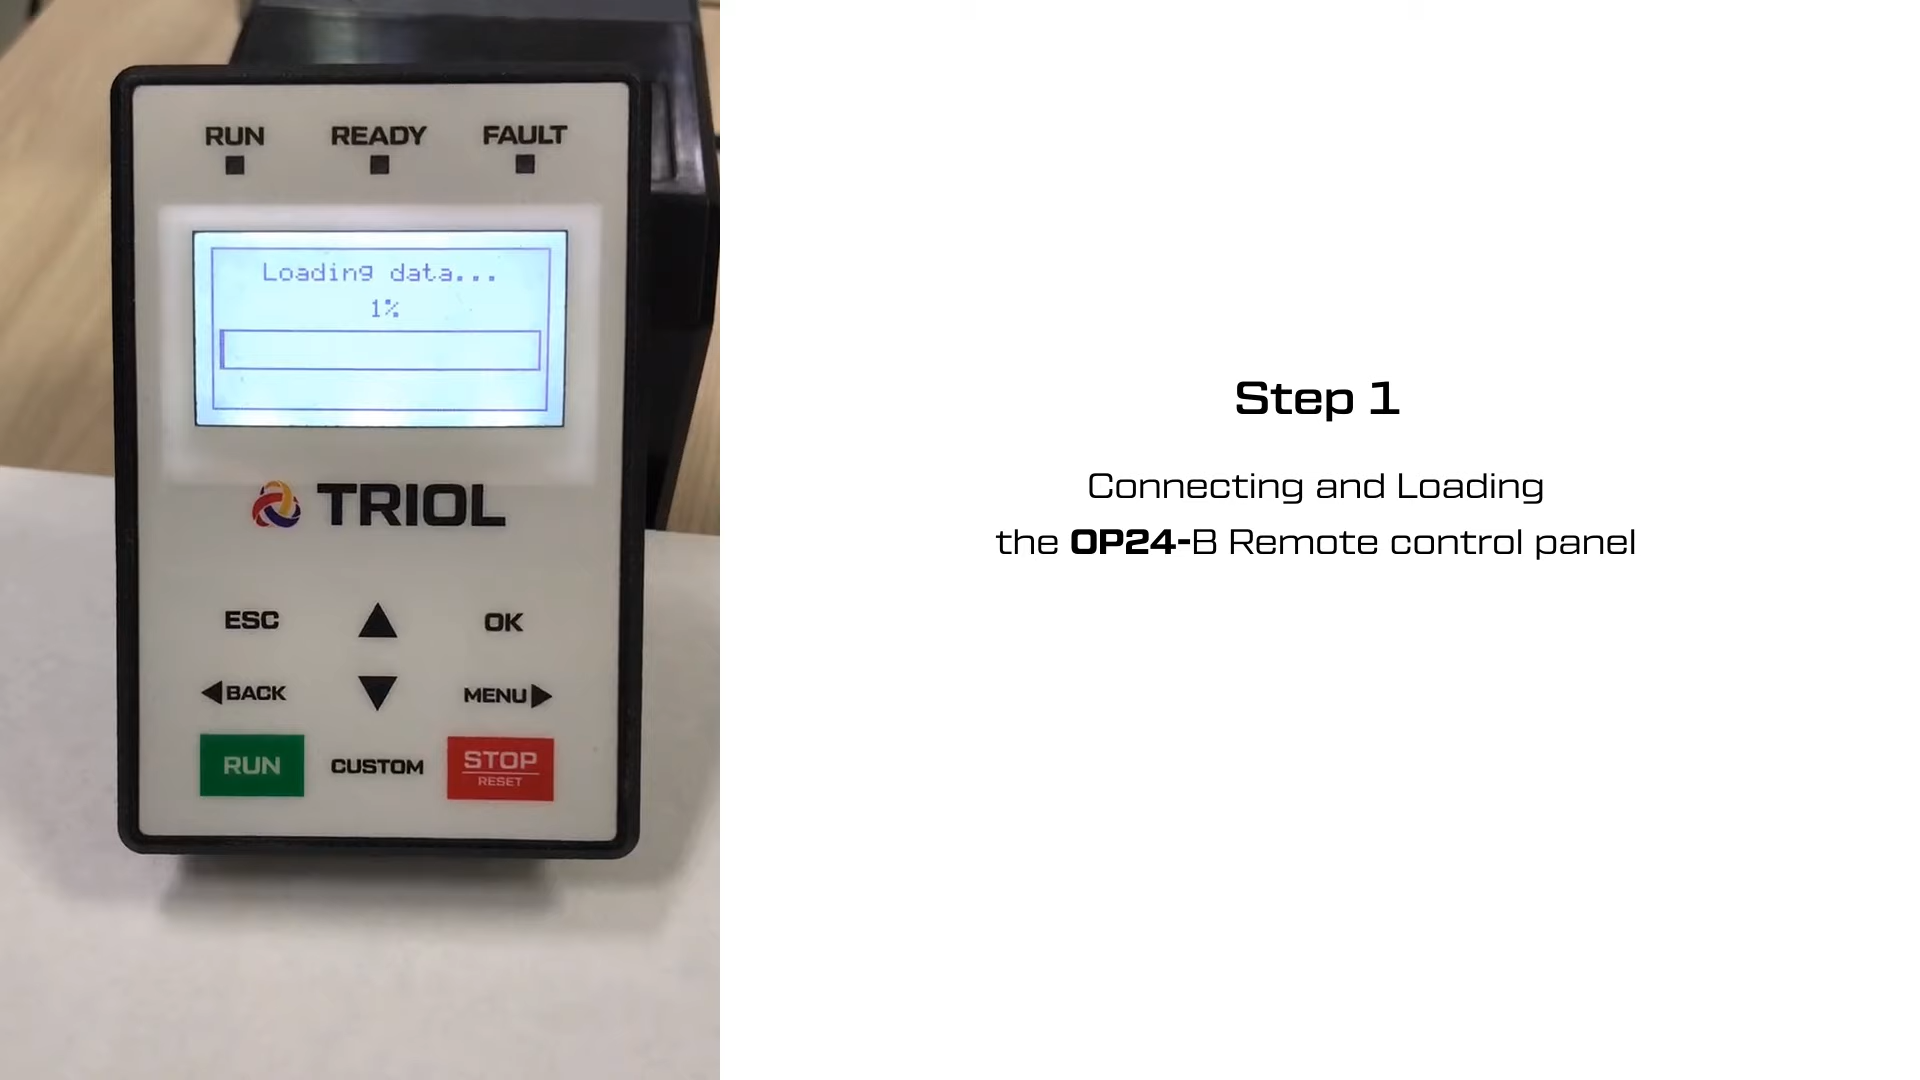 RUN READY FAULT
Loading data...
1%
TRIOL
ESC OK
BACK MENU
RUN CUSTOM STOP
RESET
Step 1
Connecting and Loading
the OP24-B Remote control panel